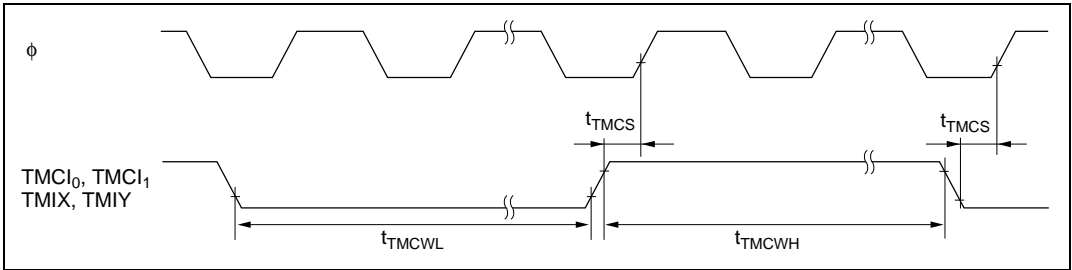 ϕ
tTMCS
tTMCS
TMCI0, TMCI1
TMIX, TMIY
tTMCWL
tTMCWH